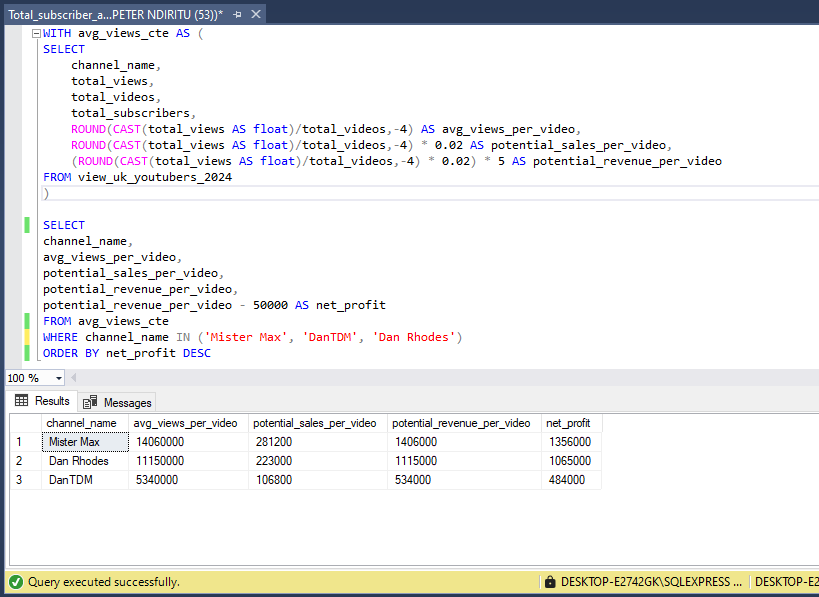 Total_subscriber_a...PETER NDIRITU (53))*
WITH avg_views_cte AS (
SELECT
channel_name,
total_views,
total_videos,
total_subscribers,
ROUND(CAST(total_views AS float)/total_videos,-4) AS avg_views_per_video,
ROUND(CAST(total_views AS float)/total_videos,-4) * 0.02 AS potential_sales_per_video,
(ROUND(CAST(total_views AS float)/total_videos,-4) * 0.02) * 5 AS potential_revenue_per_video
FROM view_uk_youtubers_2024
)
SELECT
channel_name,
avg_views_per_video,
potential_sales_per_video,
potential_revenue_per_video,
potential_revenue_per_video - 50000 AS net_profit
FROM avg_views_cte
WHERE channel_name IN ('Mister Max', 'DanTDM', 'Dan Rhodes')
ORDER BY net_profit DESC
100 %
Results Messages
channel_name avg_views_per_video potential_sales_per_video potential_revenue_per_video net_profit
1 Mister Max 14060000 281200 1406000 1356000
2 Dan Rhodes 11150000 223000 1115000 1065000
3 DanTDM 5340000 106800 534000 484000
Query executed successfully. DESKTOP-E2742GK\SQLEXPRESS ... DESKTOP-E2